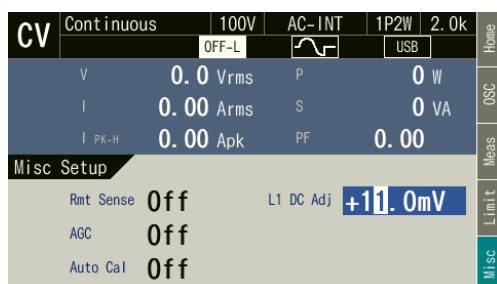 CV Continuous 100V AC-INT 1P2W 2.0k
OFF-L USB
V 0.0 Vrms P 0 W
I 0.00 Arms S 0 VA
I PK-H 0.00 Apk PF 0.00
Misc Setup
Rmt Sense Off L1 DC Adj +11.0mV
AGC Off
Auto Cal Off
Home
OSC
Meas
Limit
Misc